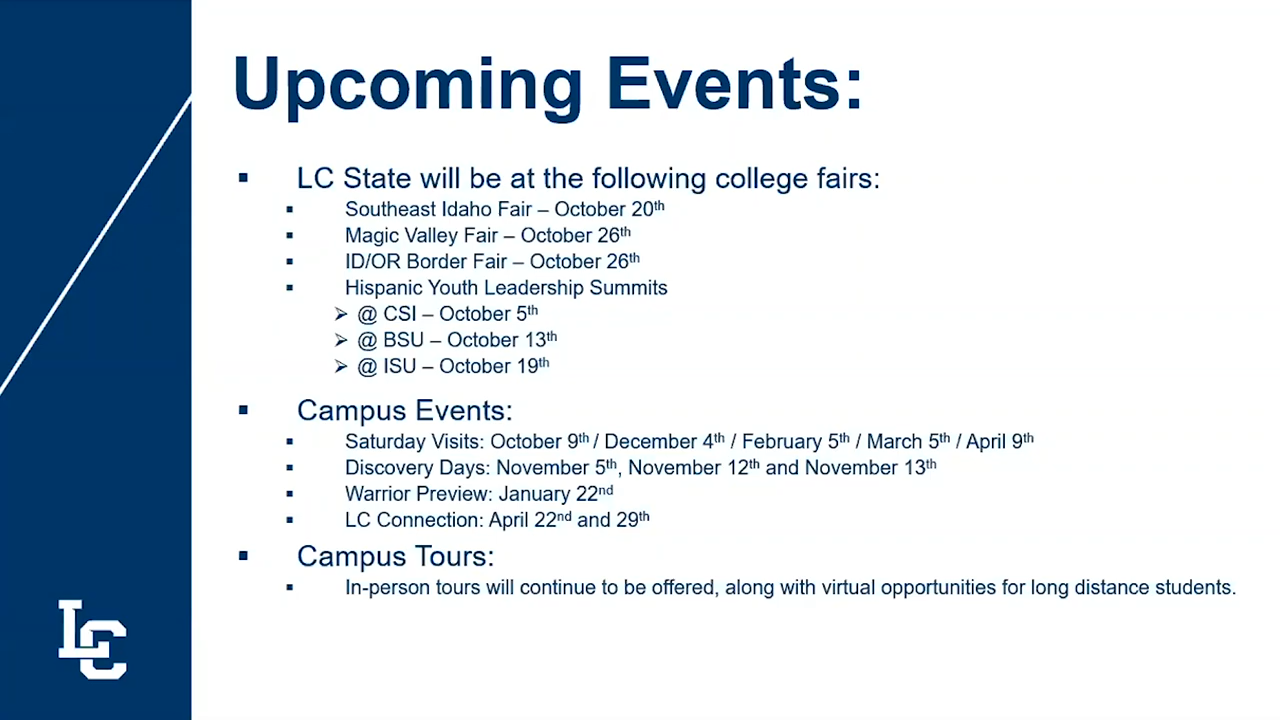 Upcoming Events:
▪ LC State will be at the following college fairs:
▪ Southeast Idaho Fair – October 20th
▪ Magic Valley Fair – October 26th
▪ ID/OR Border Fair – October 26th
▪ Hispanic Youth Leadership Summits
➢ @ CSI – October 5th
➢ @ BSU – October 13th
➢ @ ISU – October 19th
▪ Campus Events:
▪ Saturday Visits: October 9th / December 4th / February 5th / March 5th / April 9th
▪ Discovery Days: November 5th, November 12th and November 13th
▪ Warrior Preview: January 22nd
▪ LC Connection: April 22nd and 29th
▪ Campus Tours:
▪ In-person tours will continue to be offered, along with virtual opportunities for long distance students.
LC